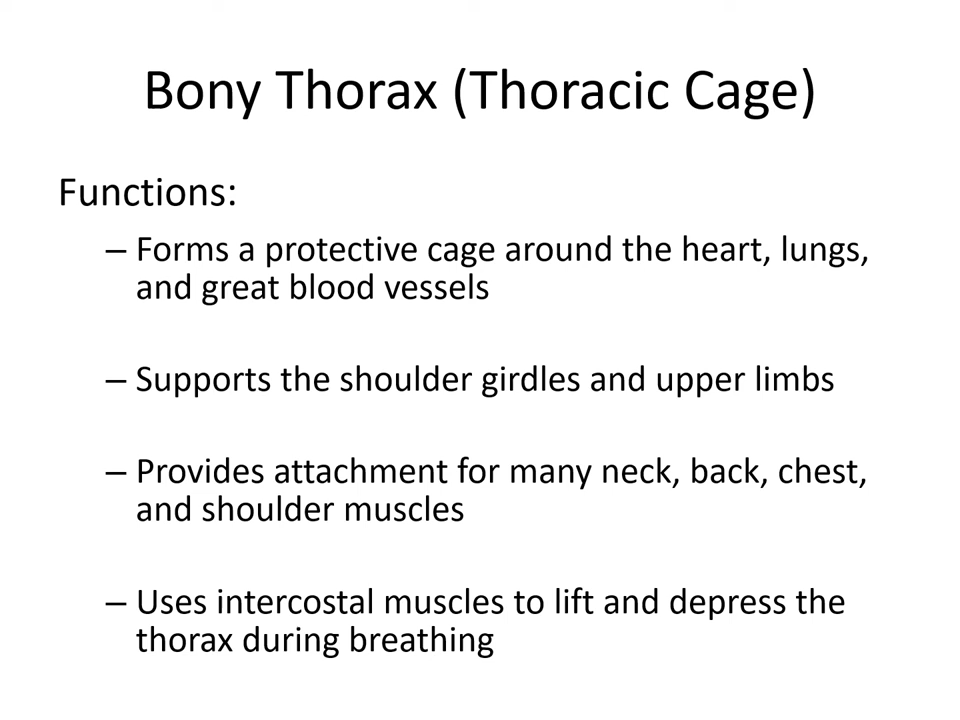 Bony Thorax (Thoracic Cage)
Functions:
– Forms a protective cage around the heart, lungs,
and great blood vessels
– Supports the shoulder girdles and upper limbs
– Provides attachment for many neck, back, chest,
and shoulder muscles
– Uses intercostal muscles to lift and depress the
thorax during breathing